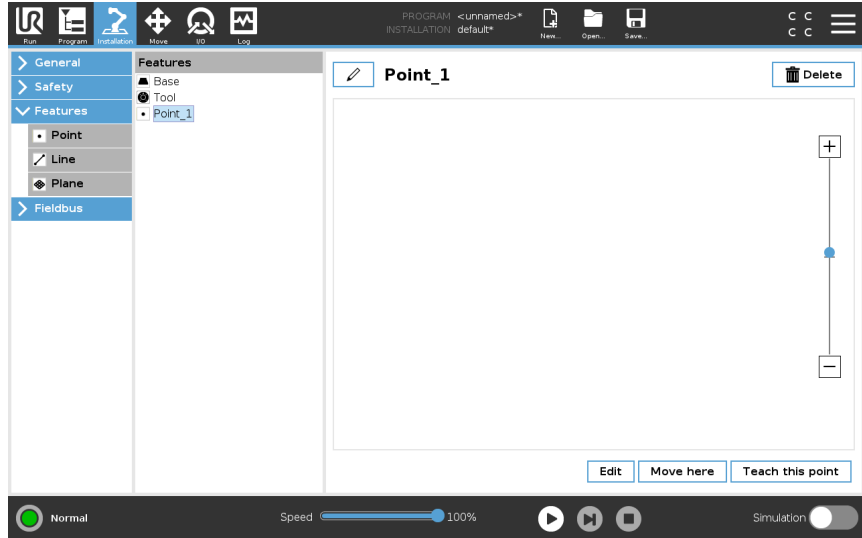 PROGRAM <unnamed>*
INSTALLATION default*
C C
C C
Run Program Installation Move I/O Log New... Open... Save...
General
Safety
Features
Point
Line
Plane
Fieldbus
Features
Base
Tool
Point_1
Point_1
Delete
Edit Move here Teach this point
Normal
Speed 100%
Simulation